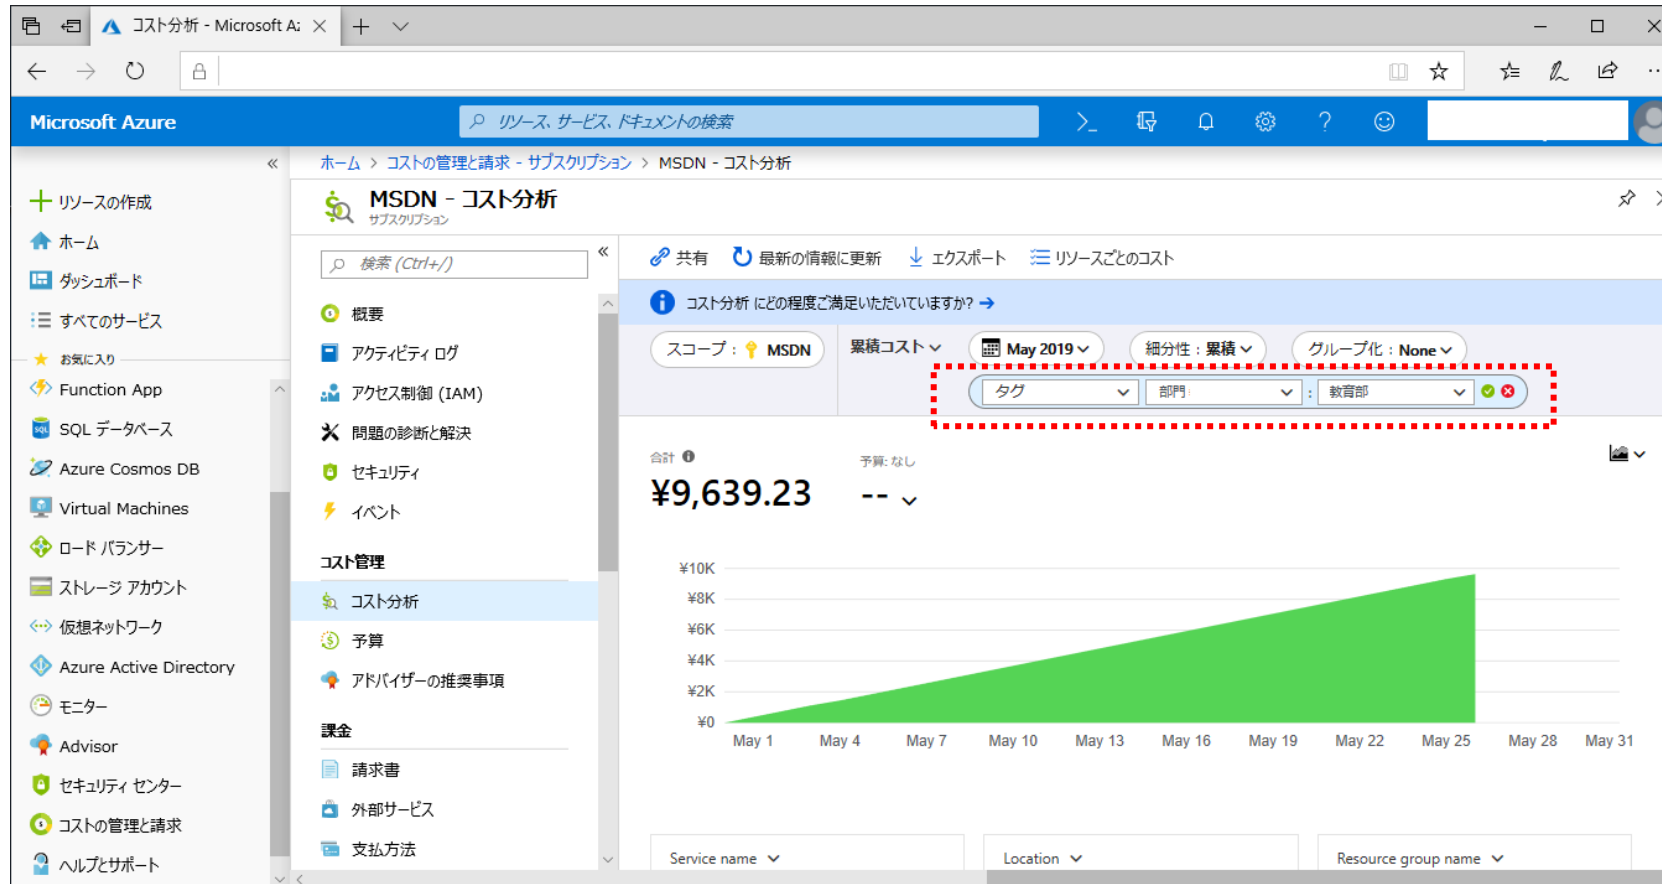 コスト分析 - Microsoft Az
Microsoft Azure
リソース、サービス、ドキュメントの検索
ホーム > コストの管理と請求 - サブスクリプション > MSDN - コスト分析
リソースの作成
ホーム
ダッシュボード
すべてのサービス
お気に入り
Function App
SQL データベース
Azure Cosmos DB
Virtual Machines
ロード バランサー
ストレージ アカウント
仮想ネットワーク
Azure Active Directory
モニター
Advisor
セキュリティ センター
コストの管理と請求
ヘルプとサポート
MSDN - コスト分析
サブスクリプション
検索 (Ctrl+/)
概要
アクティビティ ログ
アクセス制御 (IAM)
問題の診断と解決
セキュリティ
イベント
コスト管理
コスト分析
予算
アドバイザーの推奨事項
課金
請求書
外部サービス
支払方法
共有 最新の情報に更新 エクスポート リソースごとのコスト
コスト分析 にどの程度ご満足いただいていますか? →
スコープ : MSDN 累積コスト May 2019 細分性 : 累積 グループ化 : None
タグ 部門 : 教育部
合計 予算: なし
¥9,639.23 --
¥10K
¥8K
¥6K
¥4K
¥2K
¥0
May 1 May 4 May 7 May 10 May 13 May 16 May 19 May 22 May 25 May 28 May 31
Service name Location Resource group name